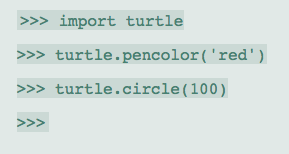 >>> import turtle
>>> turtle.pencolor('red')
>>> turtle.circle(100)
>>>